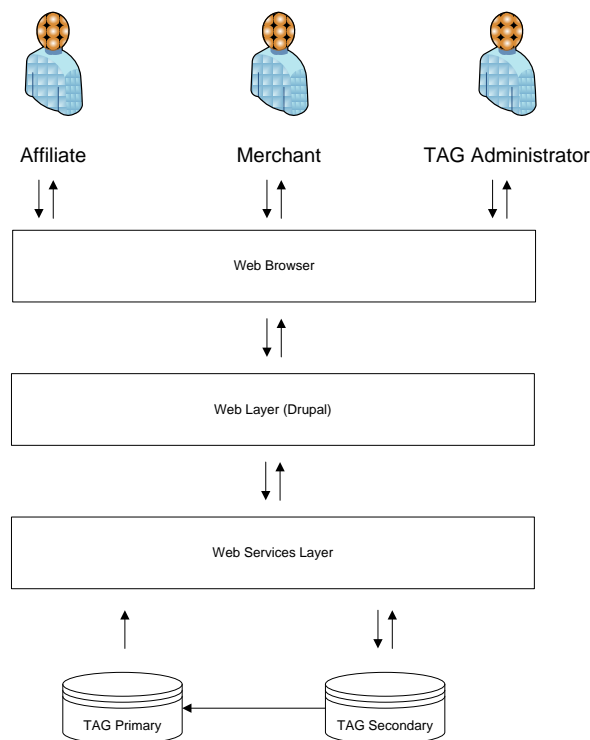 Affiliate
Merchant
TAG Administrator
Web Browser
Web Layer (Drupal)
Web Services Layer
TAG Primary
TAG Secondary